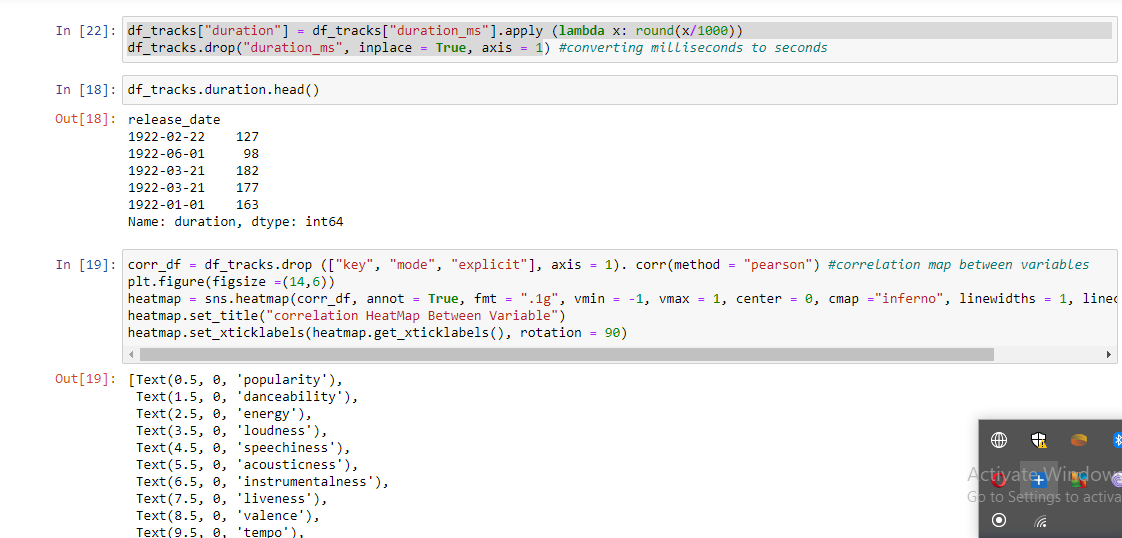 In [22]: df_tracks["duration"] = df_tracks["duration_ms"].apply (lambda x: round(x/1000))
df_tracks.drop("duration_ms", inplace = True, axis = 1) #converting milliseconds to seconds
In [18]: df_tracks.duration.head()
Out[18]: release_date
1922-02-22    127
1922-06-01     98
1922-03-21    182
1922-03-21    177
1922-01-01    163
Name: duration, dtype: int64
In [19]: corr_df = df_tracks.drop (["key", "mode", "explicit"], axis = 1). corr(method = "pearson") #correlation map between variables
plt.figure(figsize =(14,6))
heatmap = sns.heatmap(corr_df, annot = True, fmt = ".1g", vmin = -1, vmax = 1, center = 0, cmap ="inferno", linewidths = 1, linec
heatmap.set_title("correlation HeatMap Between Variable")
heatmap.set_xticklabels(heatmap.get_xticklabels(), rotation = 90)
Out[19]: [Text(0.5, 0, 'popularity'),
Text(1.5, 0, 'danceability'),
Text(2.5, 0, 'energy'),
Text(3.5, 0, 'loudness'),
Text(4.5, 0, 'speechiness'),
Text(5.5, 0, 'acousticness'),
Text(6.5, 0, 'instrumentalness'),
Text(7.5, 0, 'liveness'),
Text(8.5, 0, 'valence'),
Text(9.5, 0, 'tempo'),
Activate Window
Go to Settings to activa